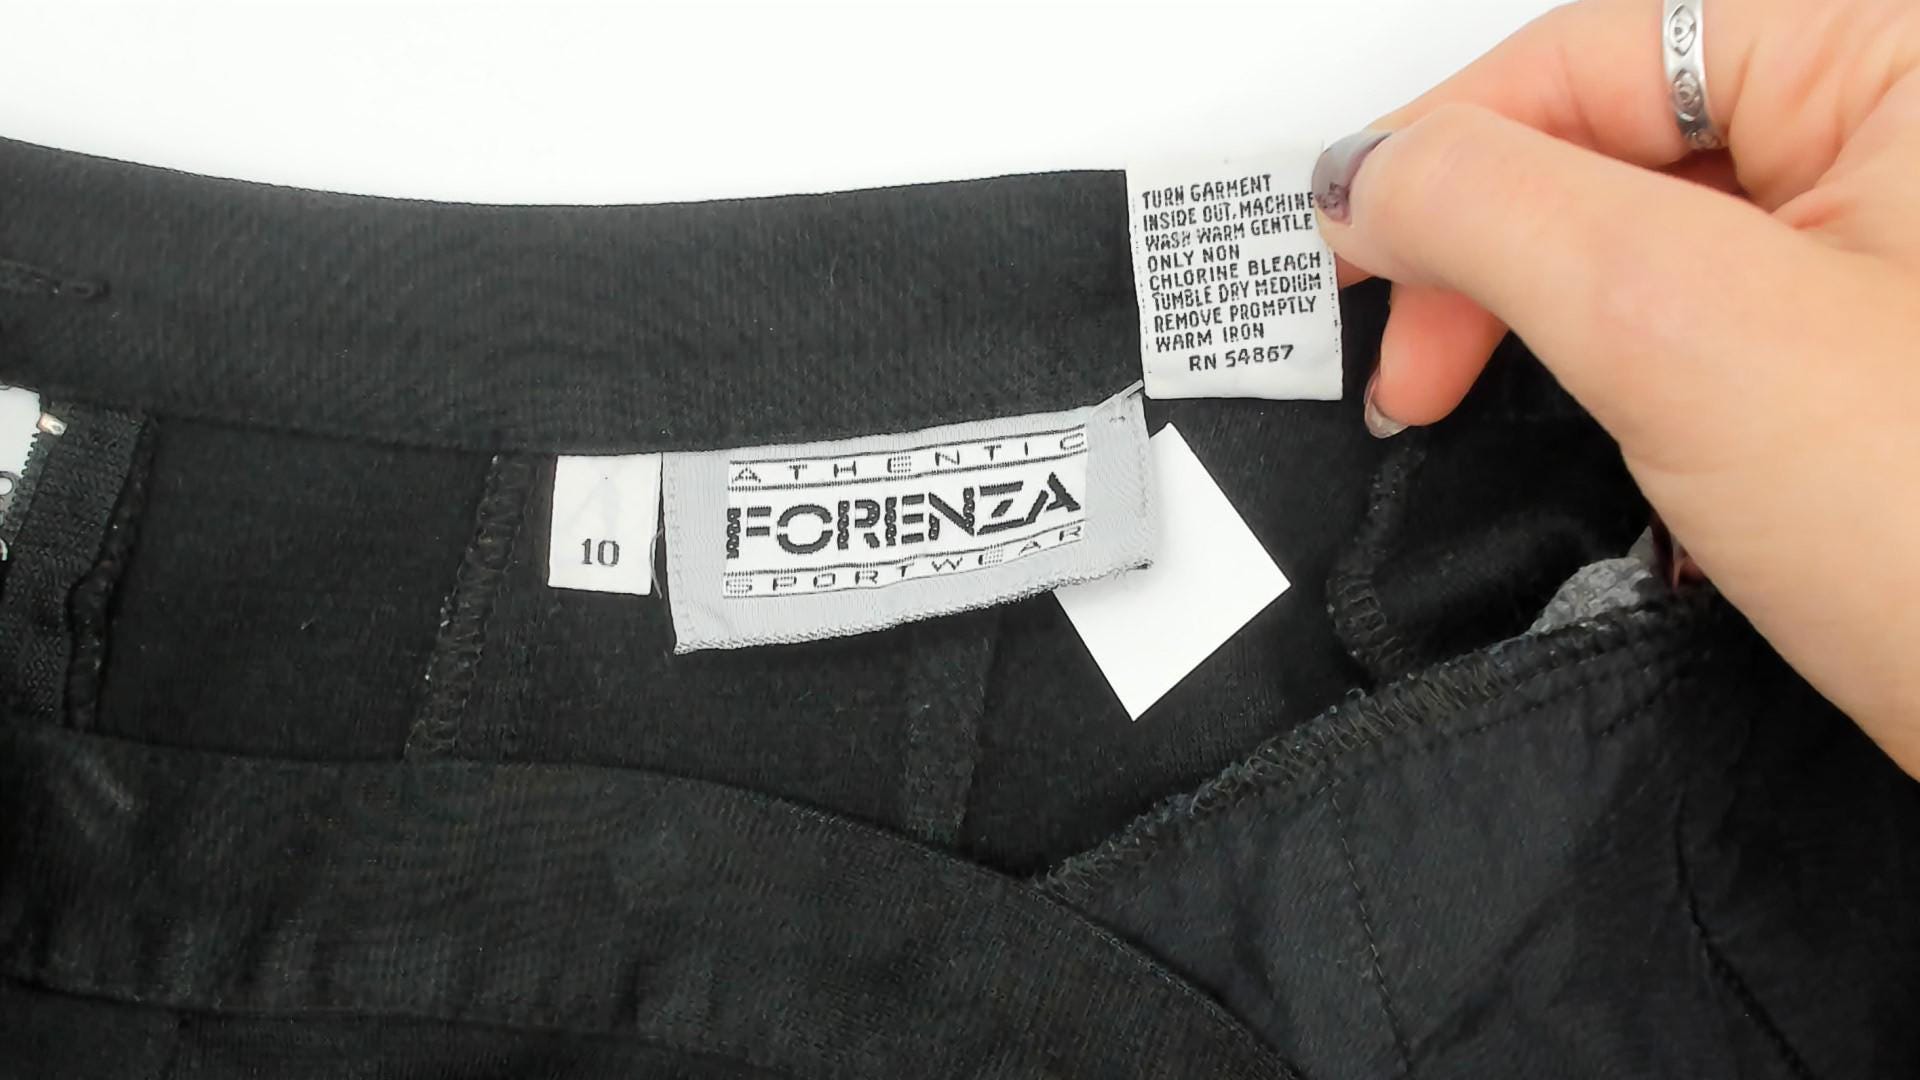 TURN GARMENT
INSIDE OUT, MACHINE
WASH WARM GENTLE
ONLY NON
CHLORINE BLEACH
TUMBLE DRY MEDIUM
REMOVE PROMPTLY
WARM IRON
RN 54867
10
ATHENTIC
FORENZA
SPORTWEAR